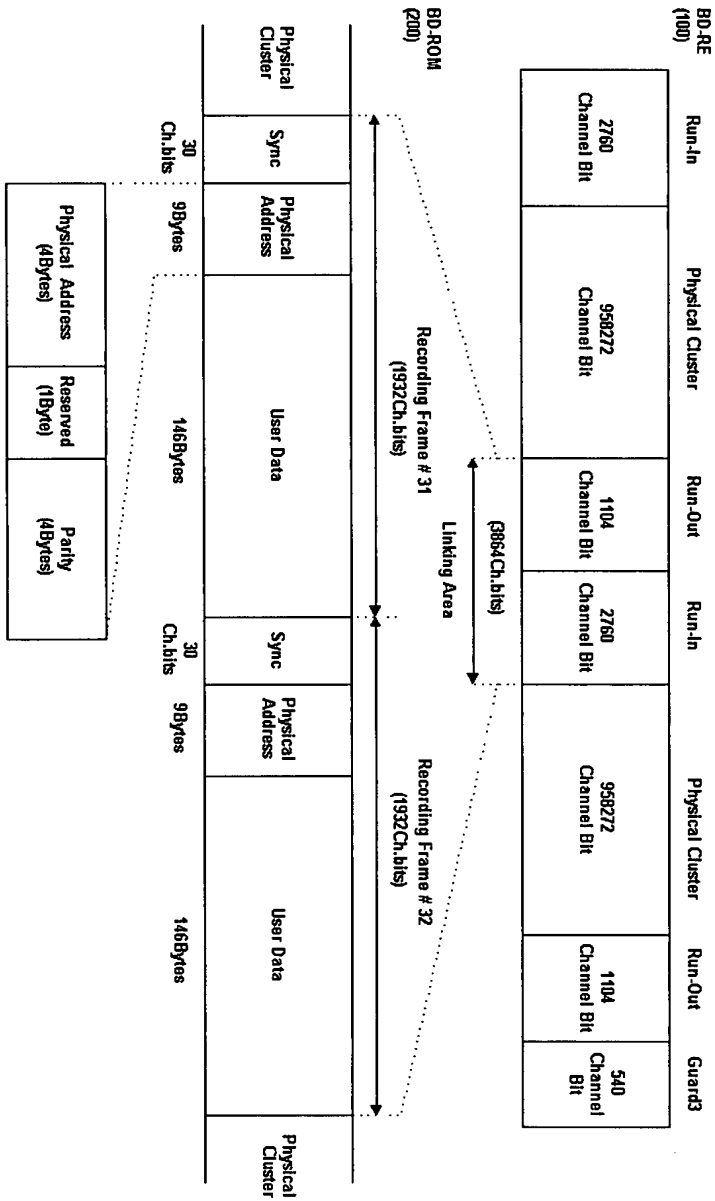 BD-RE
(100)
Run-In
Physical Cluster
Run-Out
Run-In
Physical Cluster
Run-Out
Guard3
2760
Channel Bit
958272
Channel Bit
1104
Channel Bit
2760
Channel Bit
958272
Channel Bit
1104
Channel Bit
540
Channel
Bit
(3864Ch.bits)
Linking Area
BD-ROM
(200)
Recording Frame # 31
(1932Ch.bits)
Recording Frame # 32
(1932Ch.bits)
Physical
Cluster
Sync
Physical
Address
User Data
Sync
Physical
Address
User Data
Physical
Cluster
30
Ch.bits
9Bytes
146Bytes
30
Ch.bits
9Bytes
146Bytes
Physical Address
(4Bytes)
Reserved
(1Byte)
Parity
(4Bytes)